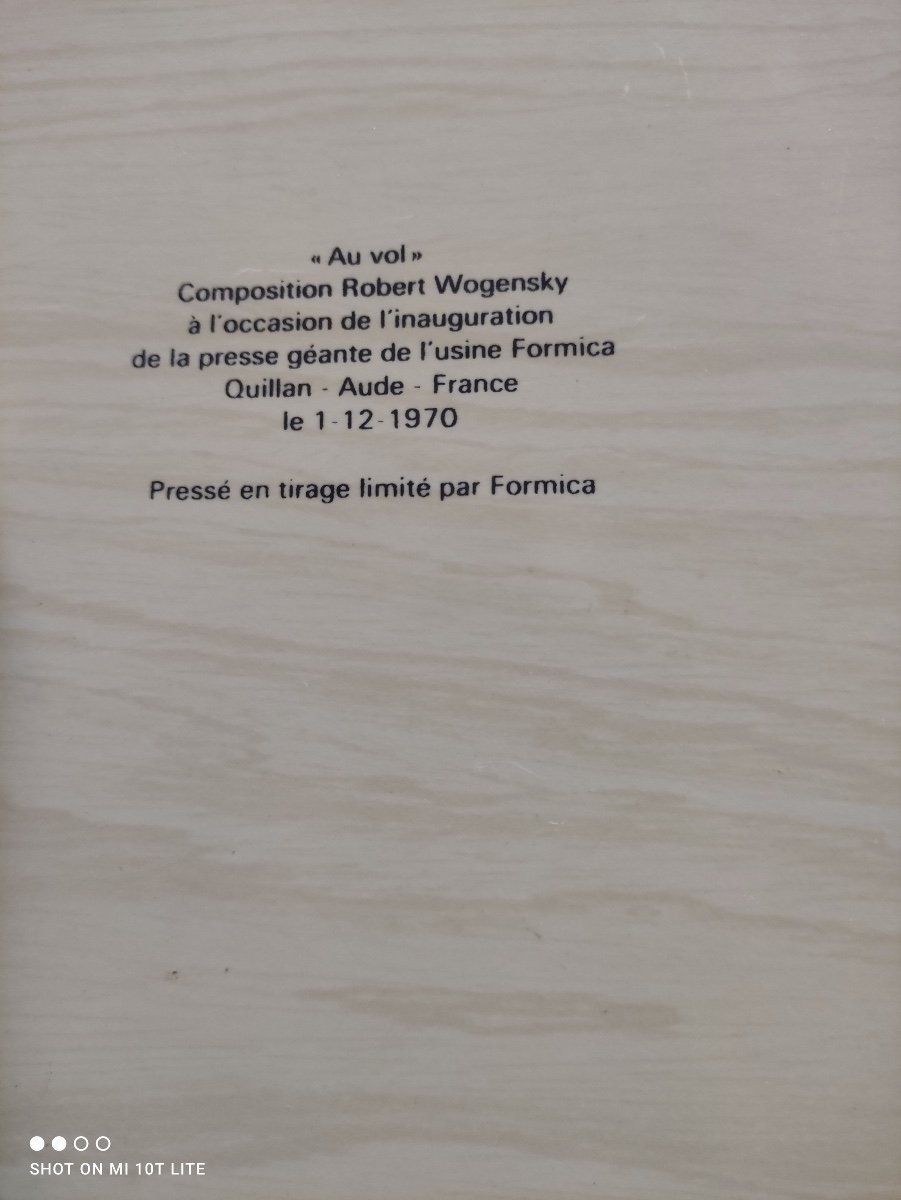 « Au vol »
Composition Robert Wogensky
à l'occasion de l'inauguration
de la presse géante de l'usine Formica
Quillan - Aude - France
le 1-12-1970
Pressé en tirage limité par Formica
SHOT ON MI 10T LITE